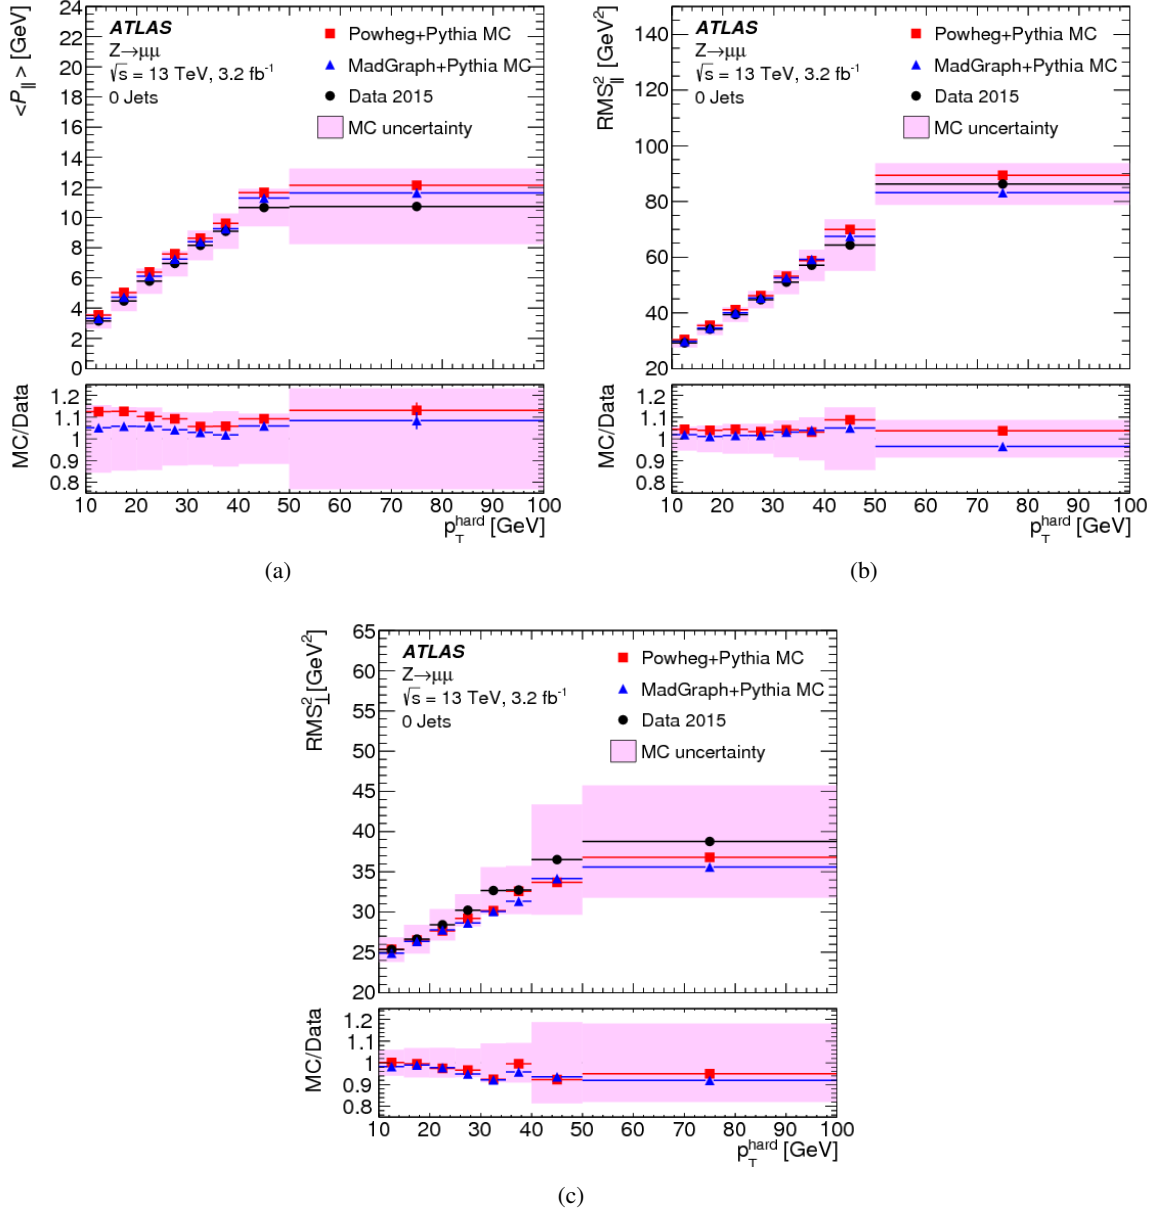 24
22
20
18
16
14
12
10
8
6
4
2
0
<P∥> [GeV]
ATLAS
Z→μμ
√s = 13 TeV, 3.2 fb⁻¹
0 Jets
Powheg+Pythia MC
MadGraph+Pythia MC
Data 2015
MC uncertainty
1.2
1.1
1
0.9
0.8
MC/Data
10 20 30 40 50 60 70 80 90 100
p_T^hard [GeV]
(a)
140
120
100
80
60
40
20
RMS²∥ [GeV²]
ATLAS
Z→μμ
√s = 13 TeV, 3.2 fb⁻¹
0 Jets
Powheg+Pythia MC
MadGraph+Pythia MC
Data 2015
MC uncertainty
1.2
1.1
1
0.9
0.8
MC/Data
10 20 30 40 50 60 70 80 90 100
p_T^hard [GeV]
(b)
65
60
55
50
45
40
35
30
25
20
RMS²⊥ [GeV²]
ATLAS
Z→μμ
√s = 13 TeV, 3.2 fb⁻¹
0 Jets
Powheg+Pythia MC
MadGraph+Pythia MC
Data 2015
MC uncertainty
1.2
1.1
1
0.9
0.8
MC/Data
10 20 30 40 50 60 70 80 90 100
p_T^hard [GeV]
(c)